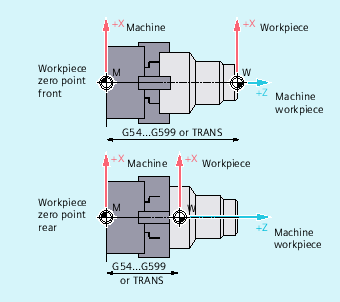 +X Machine +X Workpiece
Workpiece
zero point
front
M W
+Z Machine
workpiece
G54...G599 or TRANS
+X Machine +X Workpiece
Workpiece
zero point
rear
M W
+Z Machine
workpiece
G54...G599
or TRANS